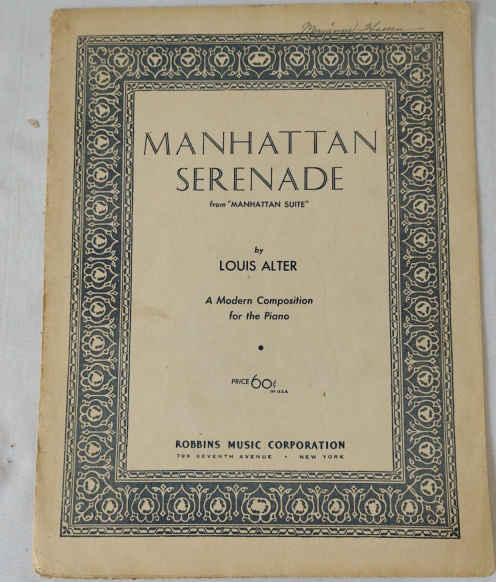 MANHATTAN
SERENADE
from "MANHATTAN SUITE"
by
LOUIS ALTER
A Modern Composition
for the Piano
PRICE 60¢
IN U.S.A.
ROBBINS MUSIC CORPORATION
799 SEVENTH AVENUE • NEW YORK